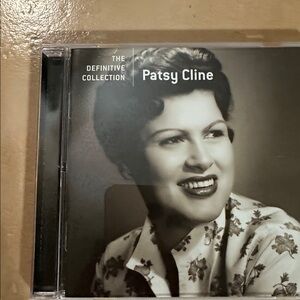 THE
DEFINITIVE
COLLECTION
Patsy Cline